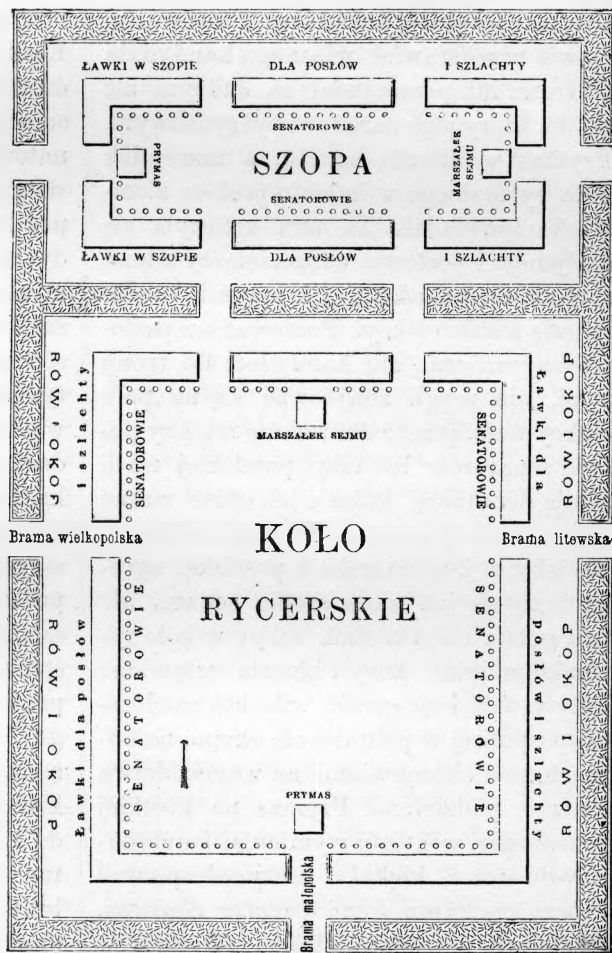 ŁAWKI W SZOPIE DLA POSŁÓW I SZLACHTY
SENATOROWIE
PRYMAS
SZOPA
MARSZAŁEK
SEJMU
SENATOROWIE
ŁAWKI W SZOPIE DLA POSŁÓW I SZLACHTY
RÓW I OKOP
i szlachty
SENATOROWIE
MARSZAŁEK SEJMU
SENATOROWIE
Ławki dla
RÓW I OKOP
Brama wielkopolska
KOŁO
Brama litewska
RYCERSKIE
RÓW I OKOP
Ławki dla posłów
SENATOROWIE
PRYMAS
SENATORÓWIE
posłów i szlachy
RÓW I OKOP
Brama małopolska